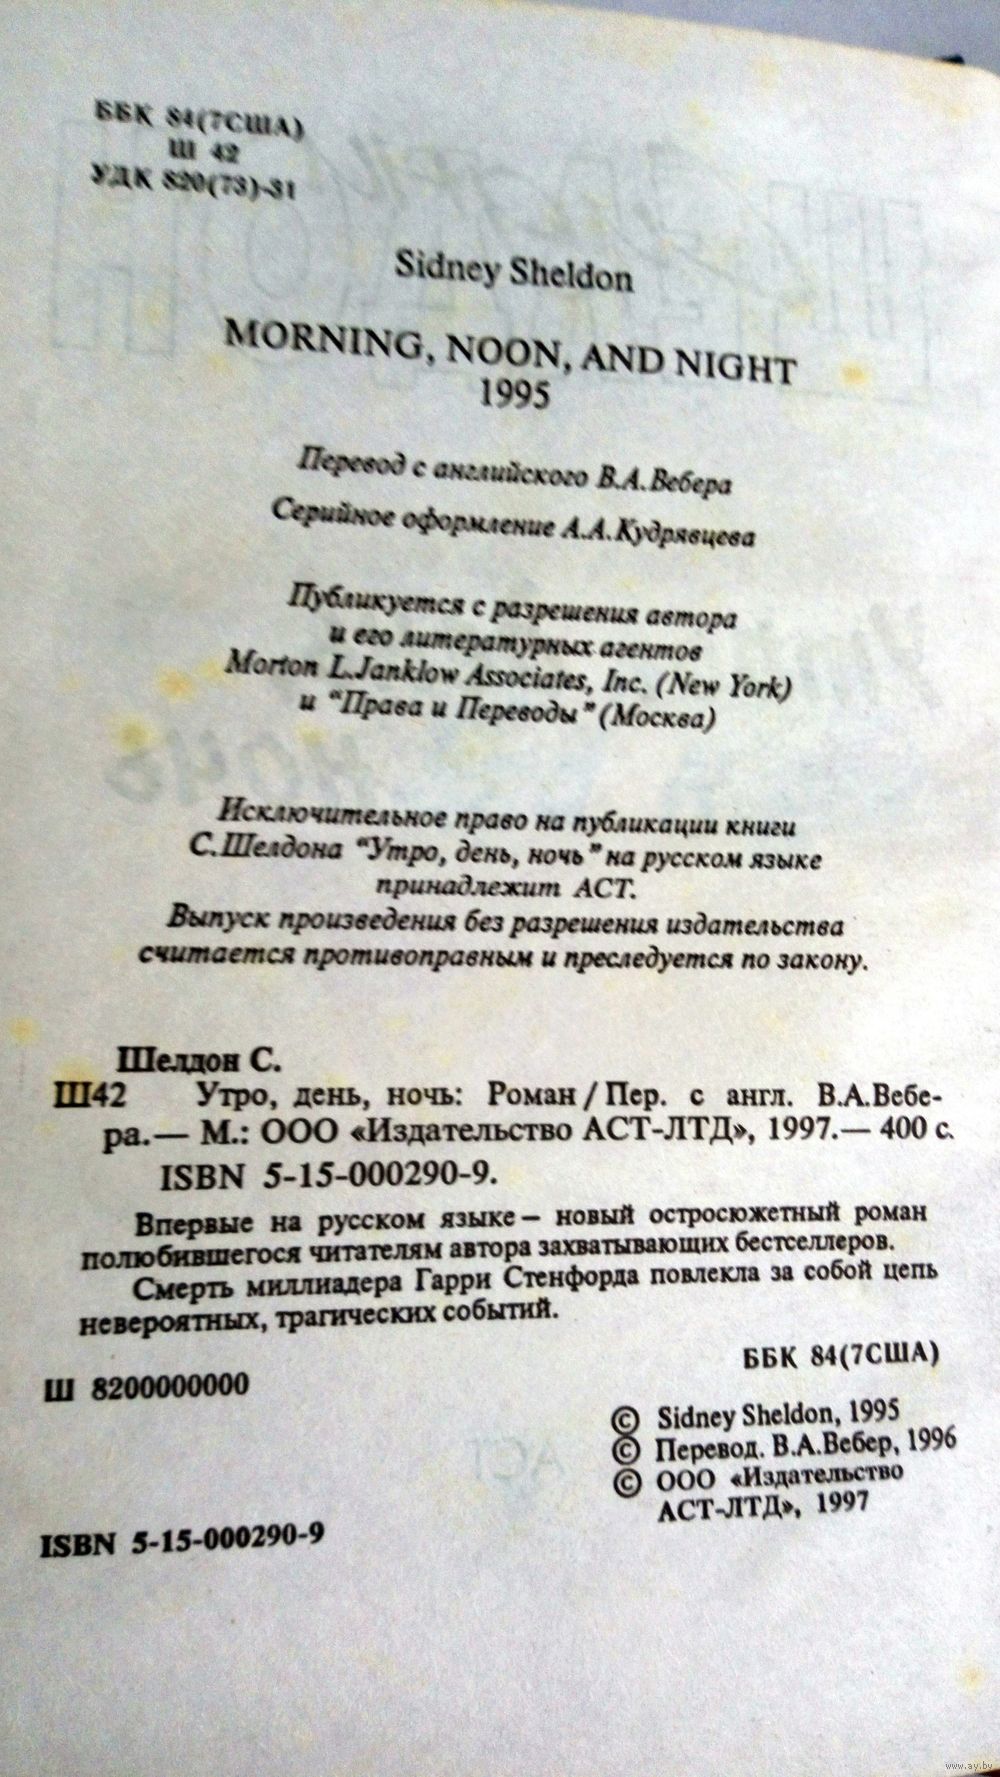 ББК 84(7США)
Ш 42
УДК 820(73)-31
Sidney Sheldon
MORNING, NOON, AND NIGHT
1995
Перевод с английского В.А.Вебера
Серийное оформление А.А.Кудрявцева
Публикуется с разрешения автора
и его литературных агентов
Morton L.Janklow Associates, Inc. (New York)
и “Права и Переводы” (Москва)
Исключительное право на публикации книги
С.Шелдона “Утро, день, ночь” на русском языке
принадлежит АСТ.
Выпуск произведения без разрешения издательства
считается противоправным и преследуется по закону.
Шелдон С.
Ш42 Утро, день, ночь: Роман / Пер. с англ. В.А.Вебе-
ра.— М.: ООО «Издательство АСТ-ЛТД», 1997.— 400 с.
ISBN 5-15-000290-9.
Впервые на русском языке – новый остросюжетный роман
полюбившегося читателям автора захватывающих бестселлеров.
Смерть миллиадера Гарри Стенфорда повлекла за собой цепь
невероятных, трагических событий.
ББК 84(7США)
Ш 8200000000
© Sidney Sheldon, 1995
© Перевод. В.А.Вебер, 1996
© ООО «Издательство
АСТ-ЛТД», 1997
ISBN 5-15-000290-9
www.ay.by